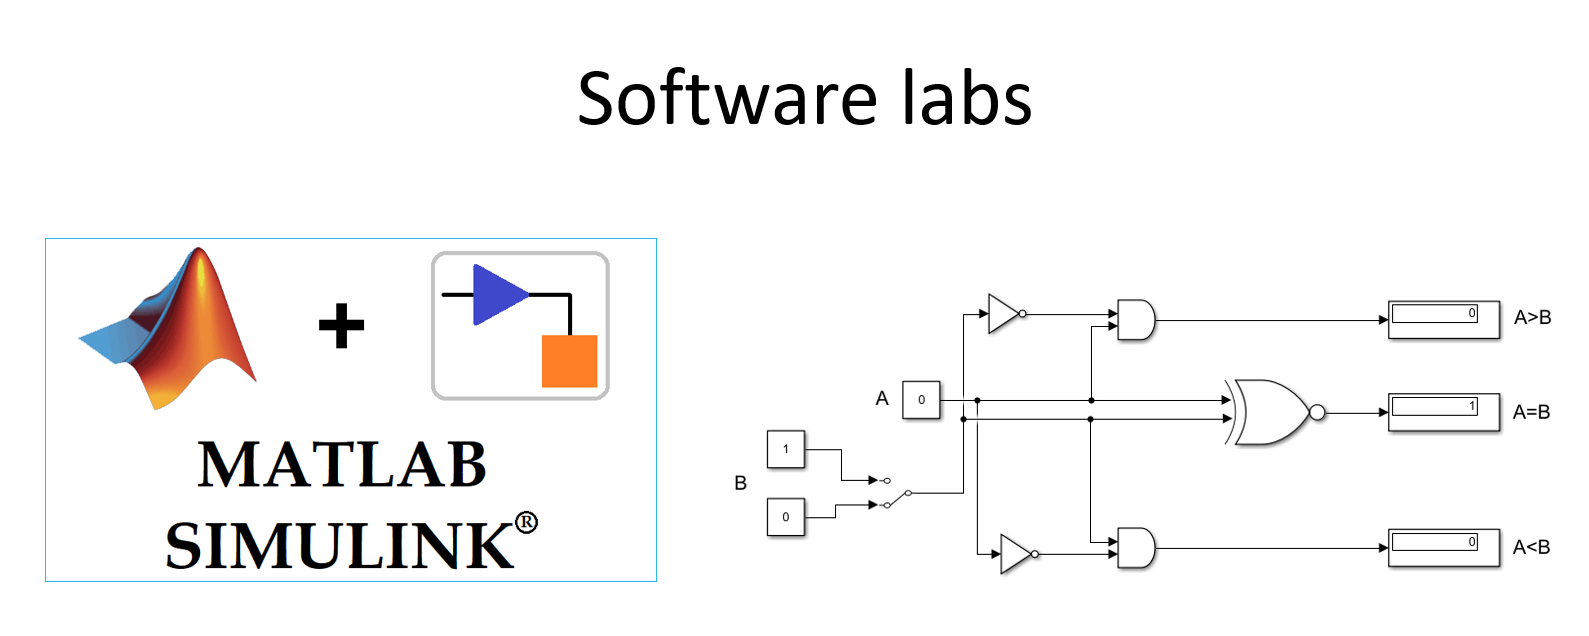 Software labs
+
MATLAB
SIMULINK®
0
A>B
A
0
1
A=B
1
B
0
0
A<B